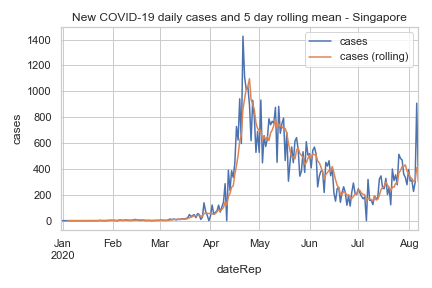 New COVID-19 daily cases and 5 day rolling mean - Singapore
cases
cases (rolling)
1400
1200
1000
800
600
400
200
0
cases
Jan
2020
Feb
Mar
Apr
May
Jun
Jul
Aug
dateRep